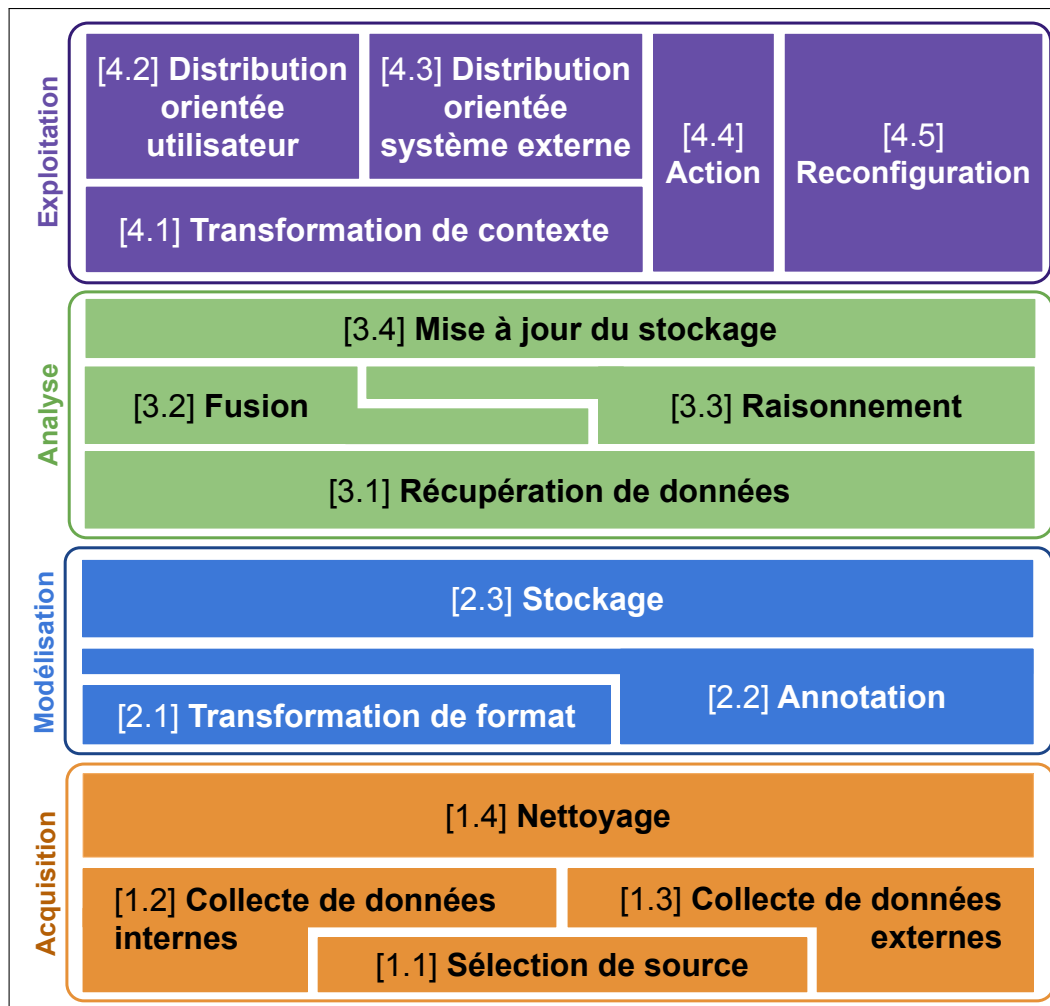 Exploitation
[4.2] Distribution
orientée
utilisateur
[4.3] Distribution
orientée
système externe
[4.4]
Action
[4.5]
Reconfiguration
[4.1] Transformation de contexte
Analyse
[3.4] Mise à jour du stockage
[3.2] Fusion
[3.3] Raisonnement
[3.1] Récupération de données
Modélisation
[2.3] Stockage
[2.2] Annotation
[2.1] Transformation de format
Acquisition
[1.4] Nettoyage
[1.2] Collecte de données
internes
[1.3] Collecte de données
externes
[1.1] Sélection de source